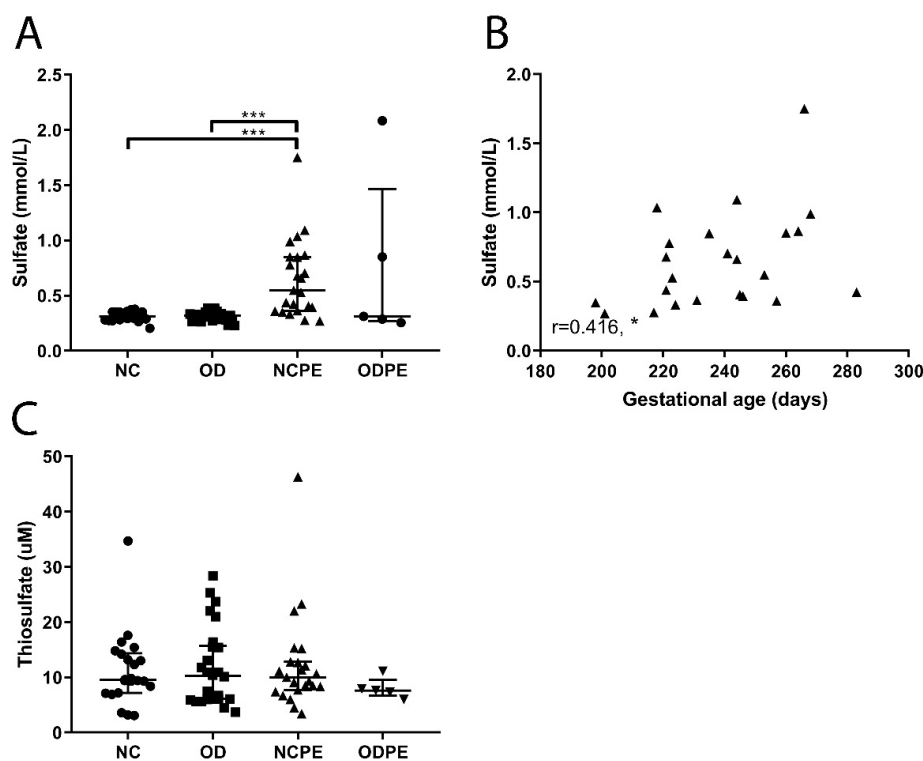 A
Sulfate (mmol/L)
2.5
2.0
1.5
1.0
0.5
0.0
***
***
NC OD NCPE ODPE
B
Sulfate (mmol/L)
2.0
1.5
1.0
0.5
0.0
r=0.416, *
180 200 220 240 260 280 300
Gestational age (days)
C
Thiosulfate (uM)
50
40
30
20
10
0
NC OD NCPE ODPE